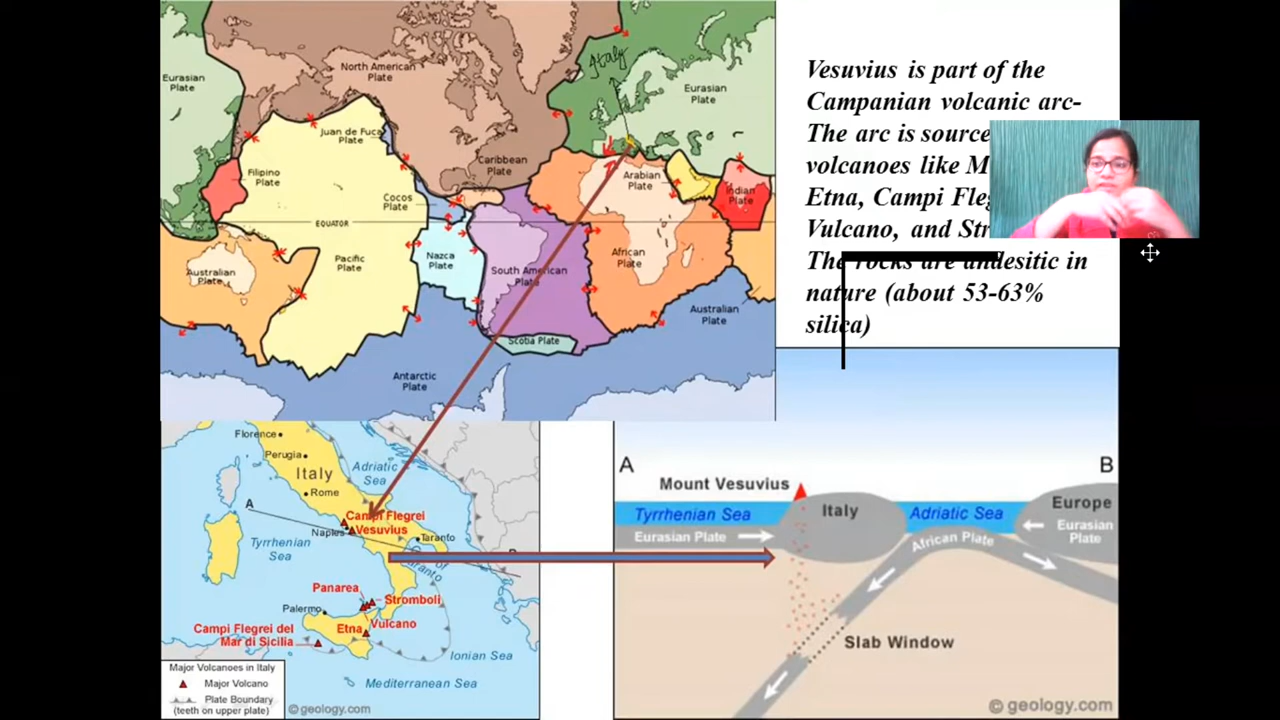 North American
Plate
Italy
Eurasian
Plate
Eurasian
Plate
Juan de Fuca
Plate
Filipino
Plate
Caribbean
Plate
Arabian
Plate
Indian
Plate
Cocos
Plate
EQUATOR
Pacific
Plate
Nazca
Plate
South American
Plate
African
Plate
Australian
Plate
Australian
Plate
Scotia Plate
Antarctic
Plate
Vesuvius is part of the
Campanian volcanic arc-
The arc is source
volcanoes like M
Etna, Campi Fleg
Vulcano, and Str
The rocks are andesitic in
nature (about 53-63%
silica)
Florence
Perugia
Italy
Adriatic
Sea
Rome
A
Campi Flegrei
Naples
Vesuvius
Taranto
Tyrrhenian
Sea
Taranto
Panarea
Stromboli
Palermo
Vulcano
Etna
Campi Flegrei del
Mar di Sicilia
Ionian Sea
Mediterranean Sea
Major Volcanoes in Italy
Major Volcano
Plate Boundary
(teeth on upper plate)
© geology.com
A
B
Mount Vesuvius
Italy
Europe
Tyrrhenian Sea
Adriatic Sea
Eurasian Plate
African Plate
Eurasian
Plate
Slab Window
© geology.com